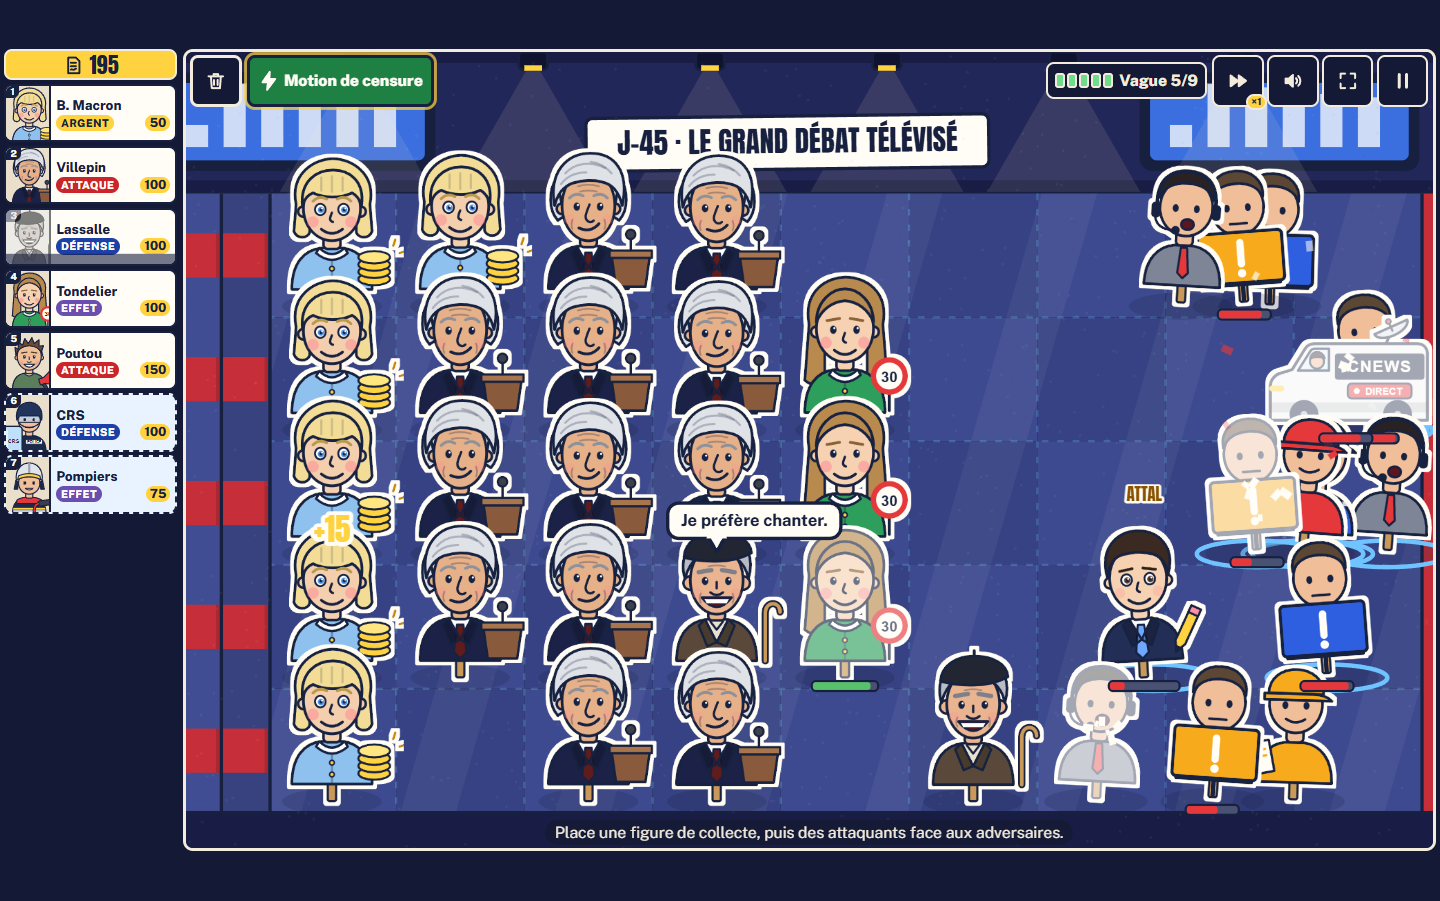 195
1
B. Macron
ARGENT
50
2
Villepin
ATTAQUE
100
3
Lassalle
DÉFENSE
100
4
Tondelier
EFFET
100
5
Poutou
ATTAQUE
150
6
CRS
DÉFENSE
100
7
Pompiers
EFFET
75
Motion de censure
Vague 5/9
×1
J-45 · LE GRAND DÉBAT TÉLÉVISÉ
!
30
CNEWS
DIRECT
30
ATTAL
+15
Je préfère chanter.
!
!
30
!
Place une figure de collecte, puis des attaquants face aux adversaires.